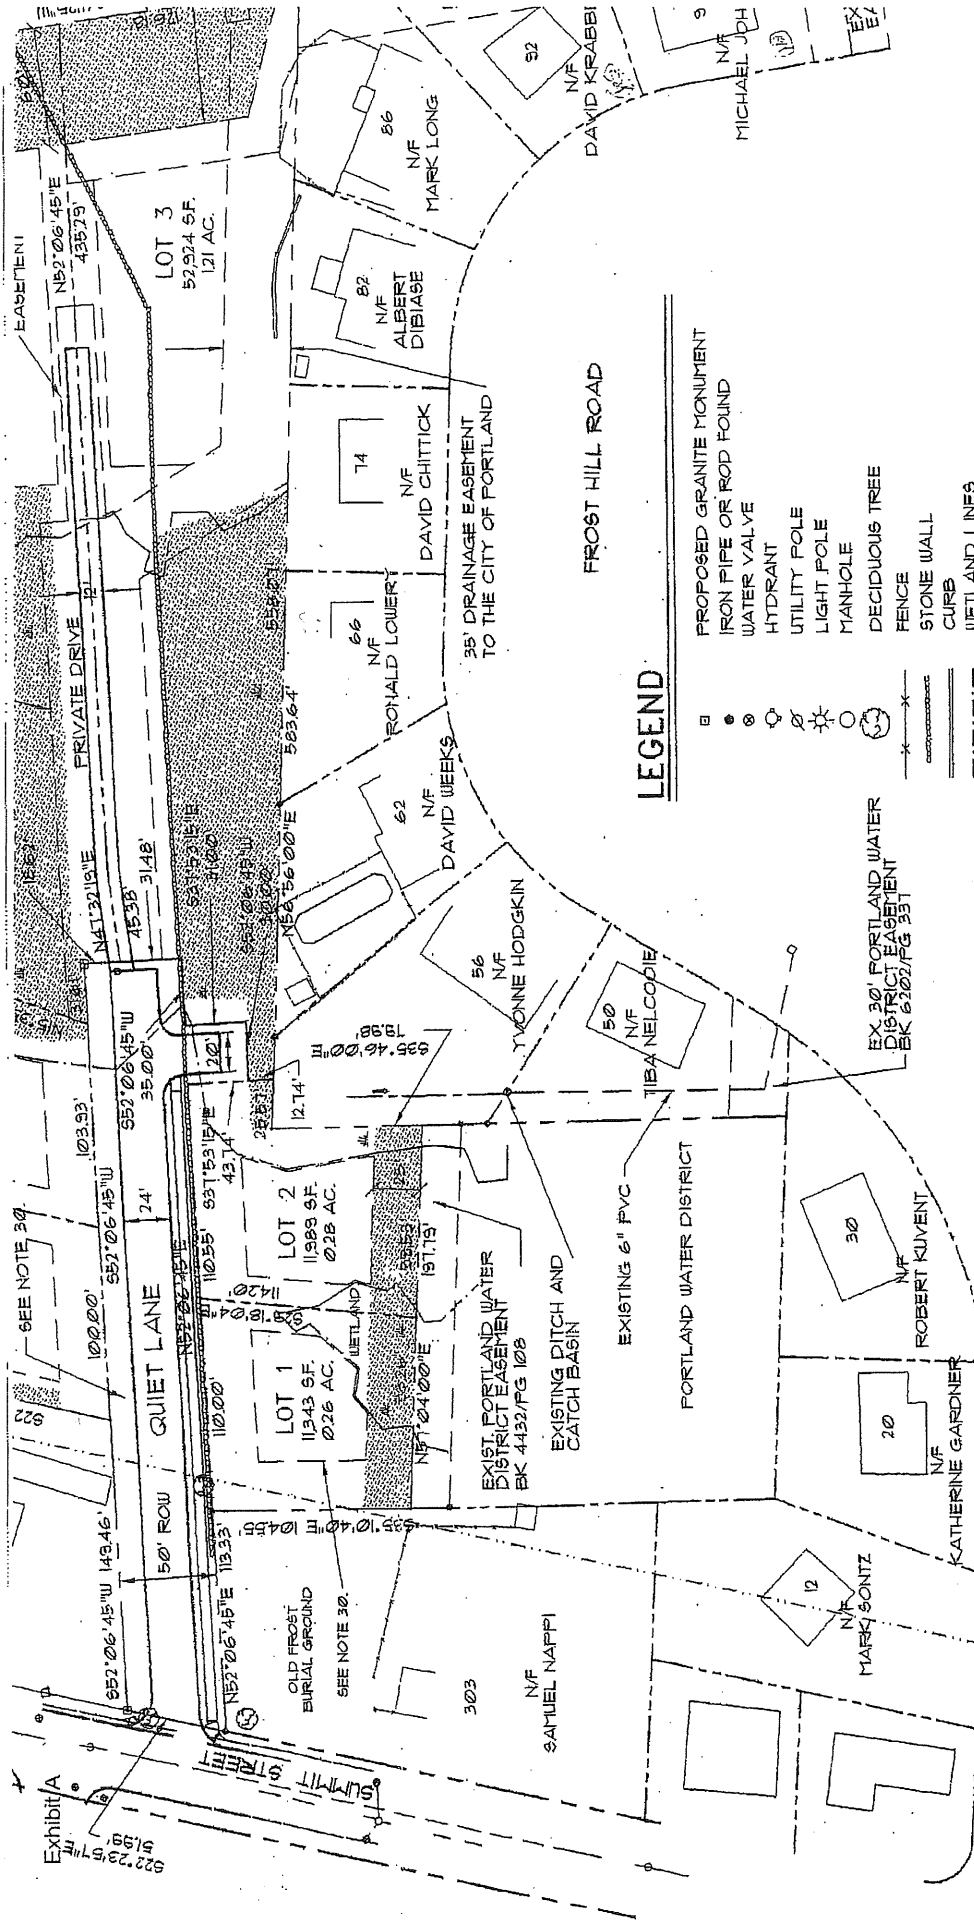 Exhibit A
S22°23'57"E
51.99'
SUMMIT STREET
S52°06'45"W 149.46'
50' ROW
N52°06'45"E 113.33'
QUIET LANE
24'
SEE NOTE 30.
100.00'
S52°06'45"W
103.93'
110.00'
N52°06'45"E
110.55'
S37°53'15"E
43.74'
S52°06'45"W
35.00'
20'
N47°32'19"E
45.38'
31.48'
S37°53'15"E
71.00'
PRIVATE DRIVE
12'
EASEMENT
N52°06'45"E
435.29'
LOT 3
52,924 S.F.
1.21 AC.
OLD FROST
BURIAL GROUND
SEE NOTE 30.
S35°10'40"E 104.55'
LOT 1
11,343 S.F.
0.26 AC.
WETLAND
114.20'
LOT 2
11,989 S.F.
0.28 AC.
N57°04'00"E
197.79'
12.74'
S35°46'00"E
79.98'
N56°56'00"E
583.64'
EXIST. PORTLAND WATER
DISTRICT EASEMENT
BK 4432/PG 108
EXISTING DITCH AND
CATCH BASIN
EXISTING 6" PVC
PORTLAND WATER DISTRICT
EX. 30' PORTLAND WATER
DISTRICT EASEMENT
BK 6202/PG 337
35' DRAINAGE EASEMENT
TO THE CITY OF PORTLAND
FROST HILL ROAD
303
N/F
SAMUEL NAPPI
12
N/F
MARK SONTZ
20
N/F
KATHERINE GARDNER
30
N/F
ROBERT KUVENT
50
N/F
TIBA NELCOOIE
56
N/F
YVONNE HODGKIN
62
N/F
DAVID WEEKS
66
N/F
RONALD LOWERY
74
N/F
DAVID CHITTICK
82
N/F
ALBERT
DIBIASE
86
N/F
MARK LONG
92
N/F
DAVID KRABBE
N/F
MICHAEL JOH
LEGEND
PROPOSED GRANITE MONUMENT
IRON PIPE OR ROD FOUND
WATER VALVE
HYDRANT
UTILITY POLE
LIGHT POLE
MANHOLE
DECIDUOUS TREE
FENCE
STONE WALL
CURB
WETLAND LINES